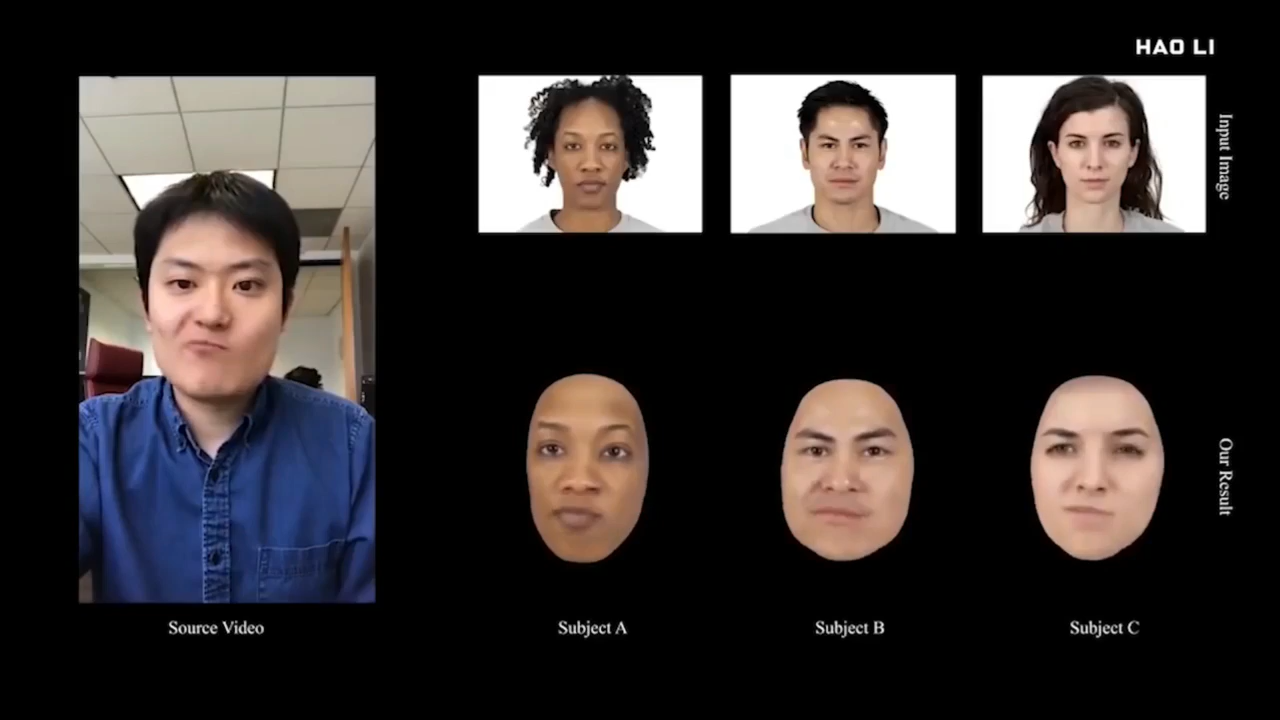 HAO LI
Input Image
Our Result
Source Video
Subject A
Subject B
Subject C